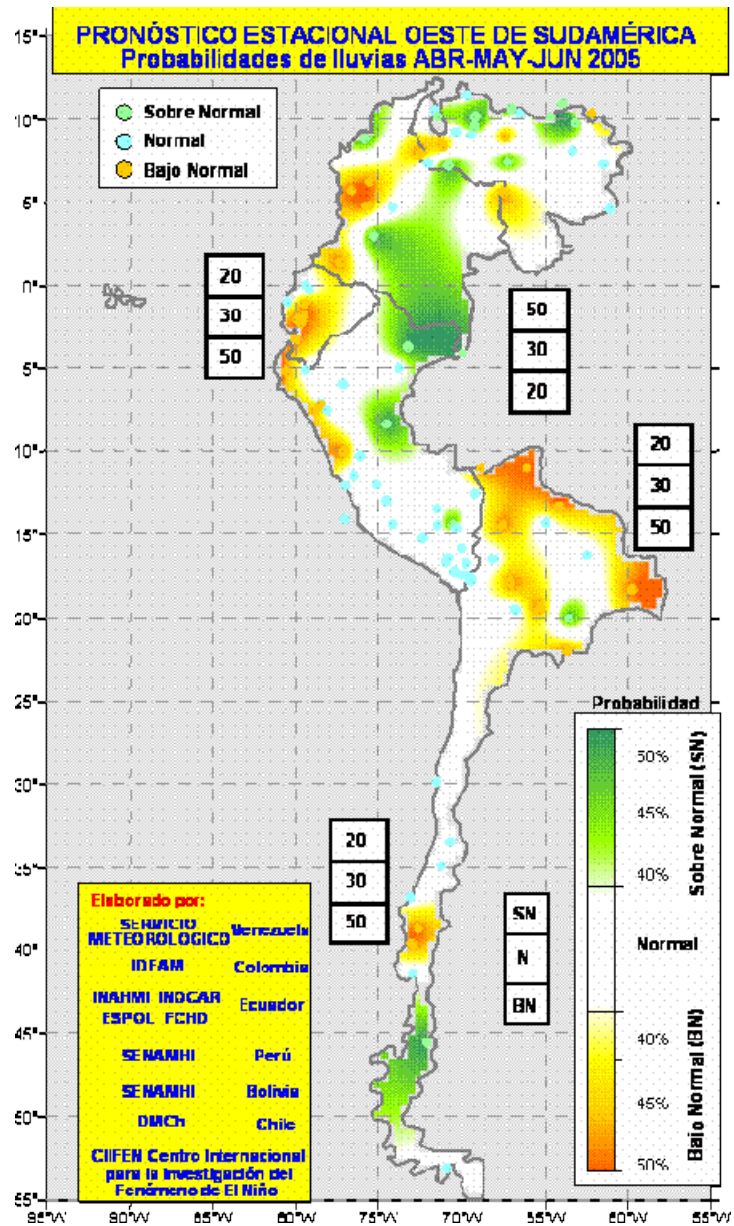 PRONÓSTICO ESTACIONAL OESTE DE SUDAMÉRICA
Probabilidades de lluvias ABR-MAY-JUN 2005
Sobre Normal
Normal
Bajo Normal
15°
10°
5°
0°
5°
10°
15°
20°
25°
30°
35°
40°
45°
50°
55°
20
30
50
50
30
20
20
30
50
20
30
50
SN
N
BN
Probabilidad
50%
45%
40%
Normal
40%
45%
50%
Sobre Normal (SN)
Bajo Normal (BN)
Elaborado por:
SERVICIO METEOROLOGICO Venezuela
IDEAM Colombia
INAHMI INOCAR ESPOL FCHD Ecuador
SENAMHI Perú
SENAMHI Bolivia
DMCh Chile
CIIFEN Centro Internacional
para la Investigación del
Fenómeno de El Niño
95°W 90°W 85°W 80°W 75°W 70°W 65°W 60°W 55°W